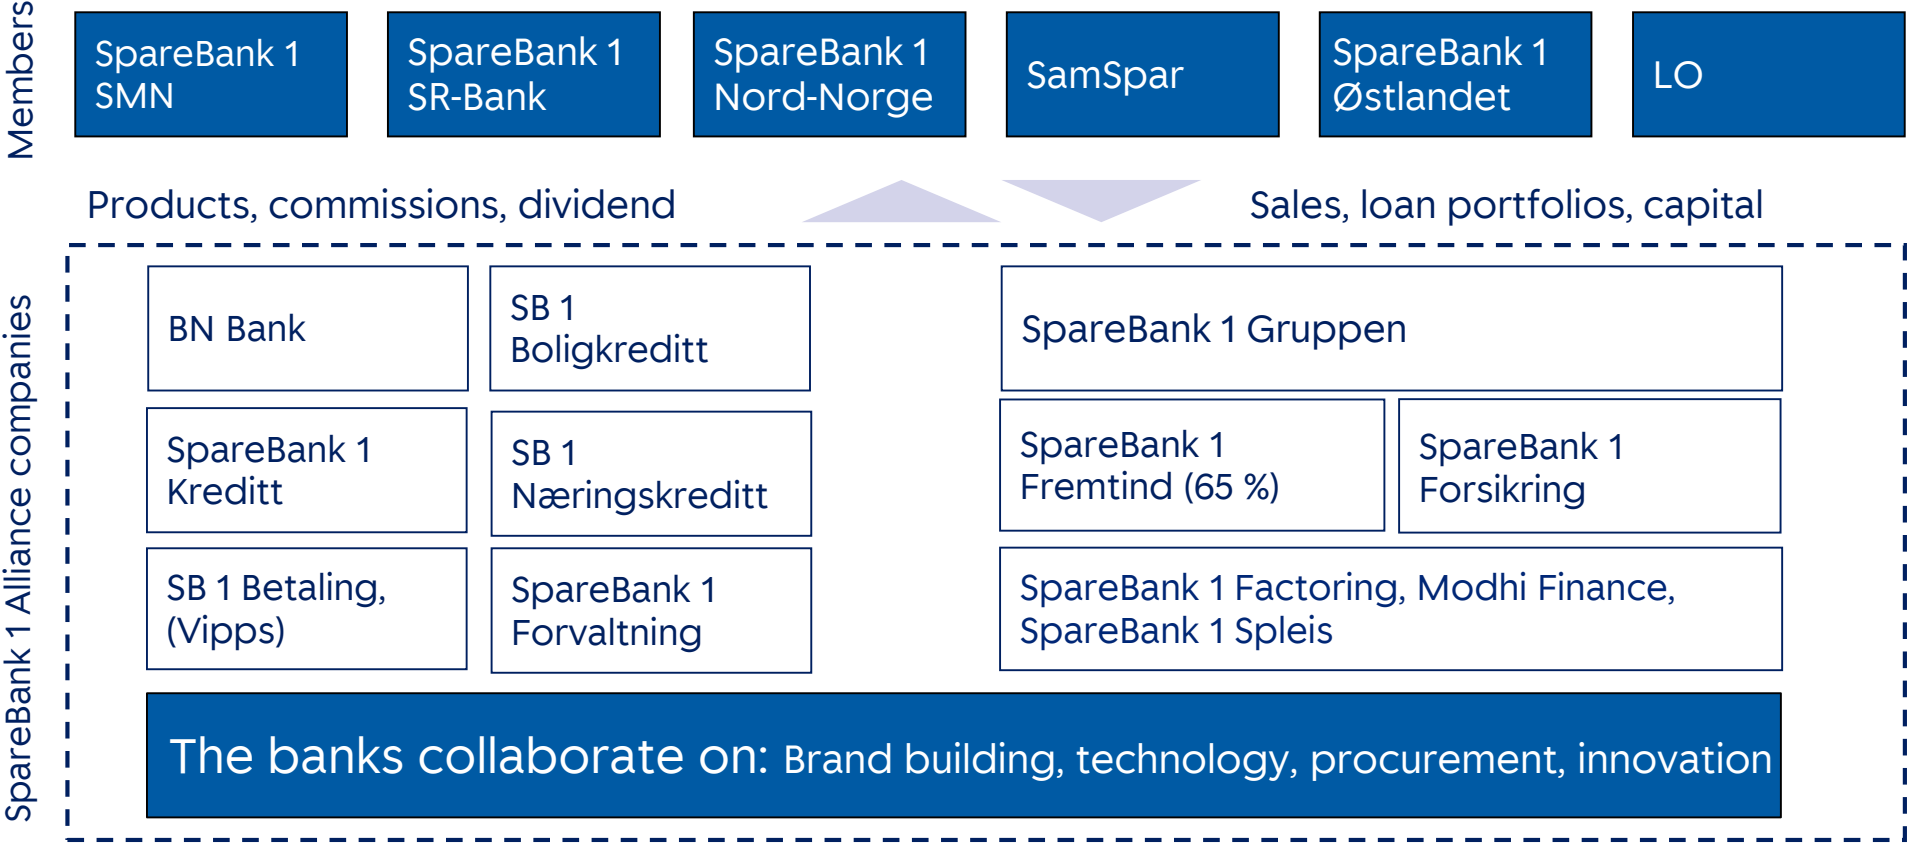 Members
SpareBank 1
SMN
SpareBank 1
SR-Bank
SpareBank 1
Nord-Norge
SamSpar
SpareBank 1
Østlandet
LO
Products, commissions, dividend
Sales, loan portfolios, capital
SpareBank 1 Alliance companies
BN Bank
SB 1
Boligkreditt
SpareBank 1 Gruppen
SpareBank 1
Kreditt
SB 1
Næringskreditt
SpareBank 1
Fremtind (65 %)
SpareBank 1
Forsikring
SB 1 Betaling,
(Vipps)
SpareBank 1
Forvaltning
SpareBank 1 Factoring, Modhi Finance,
SpareBank 1 Spleis
The banks collaborate on: Brand building, technology, procurement, innovation